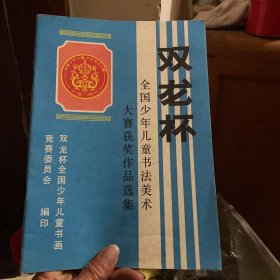 双龙杯
全国少年儿童书法美术
大赛获奖作品选集
双龙杯全国少年儿童书画
竞赛委员会
编印